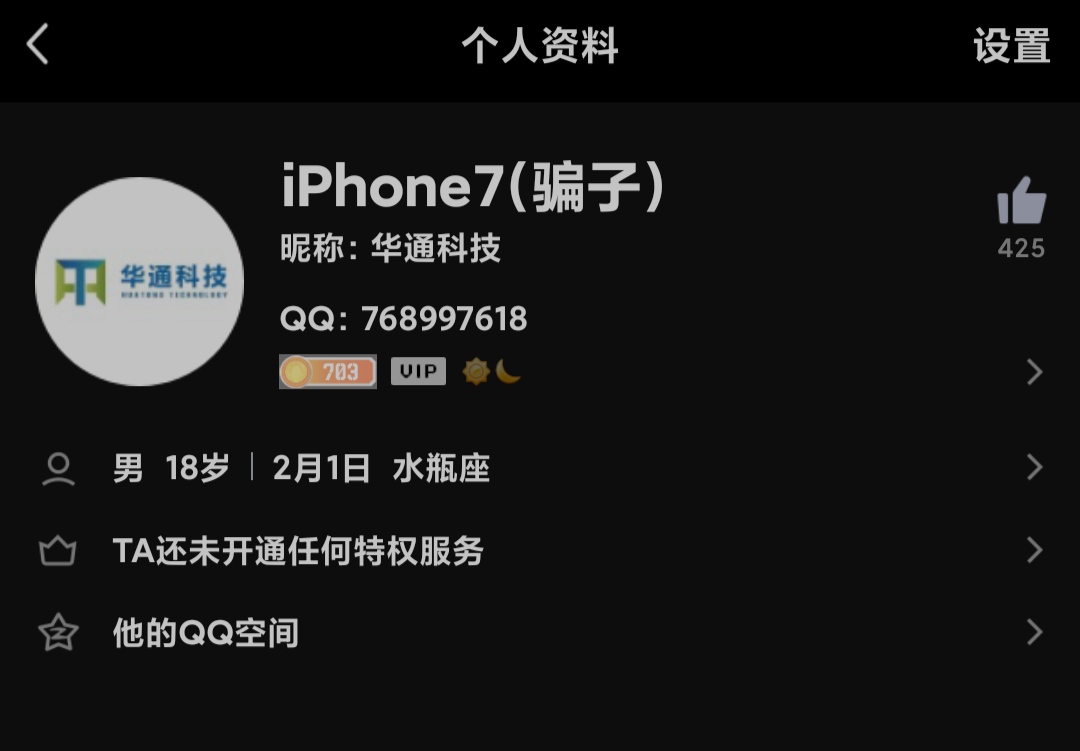 个人资料
设置
iPhone7(骗子)
昵称: 华通科技
华通科技
HUATONG TECHNOLOGY
425
QQ: 768997618
703
VIP
男 18岁 | 2月1日 水瓶座
TA还未开通任何特权服务
他的QQ空间